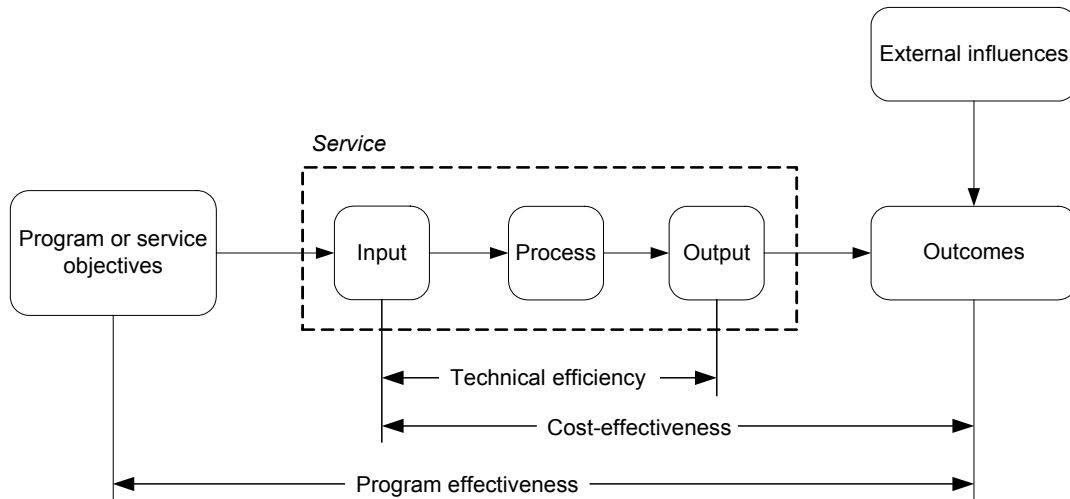 External influences
Service
Program or service
objectives
Input
Process
Output
Outcomes
Technical efficiency
Cost-effectiveness
Program effectiveness